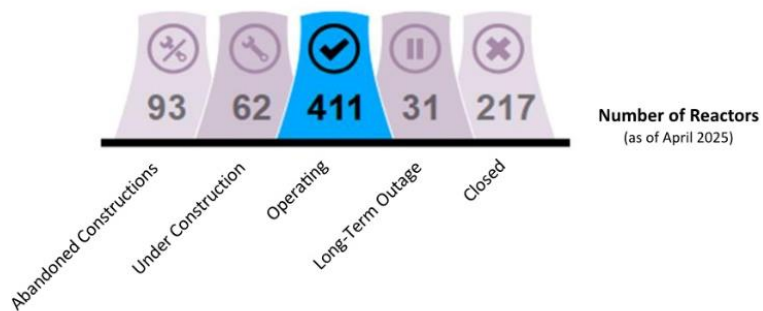 93 62 411 31 217
Number of Reactors
(as of April 2025)
Abandoned Constructions
Under Construction
Operating
Long-Term Outage
Closed